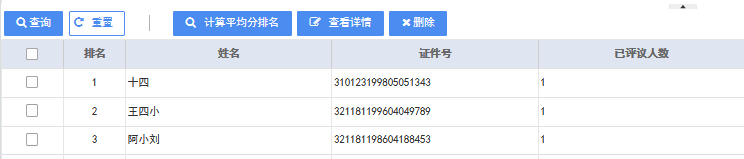 查询 重置 计算平均分排名 查看详情 删除
排名 姓名 证件号 已评议人数
1 十四 310123199805051343 1
2 王四小 321181199604049789 1
3 阿小刘 321181198604188453 1